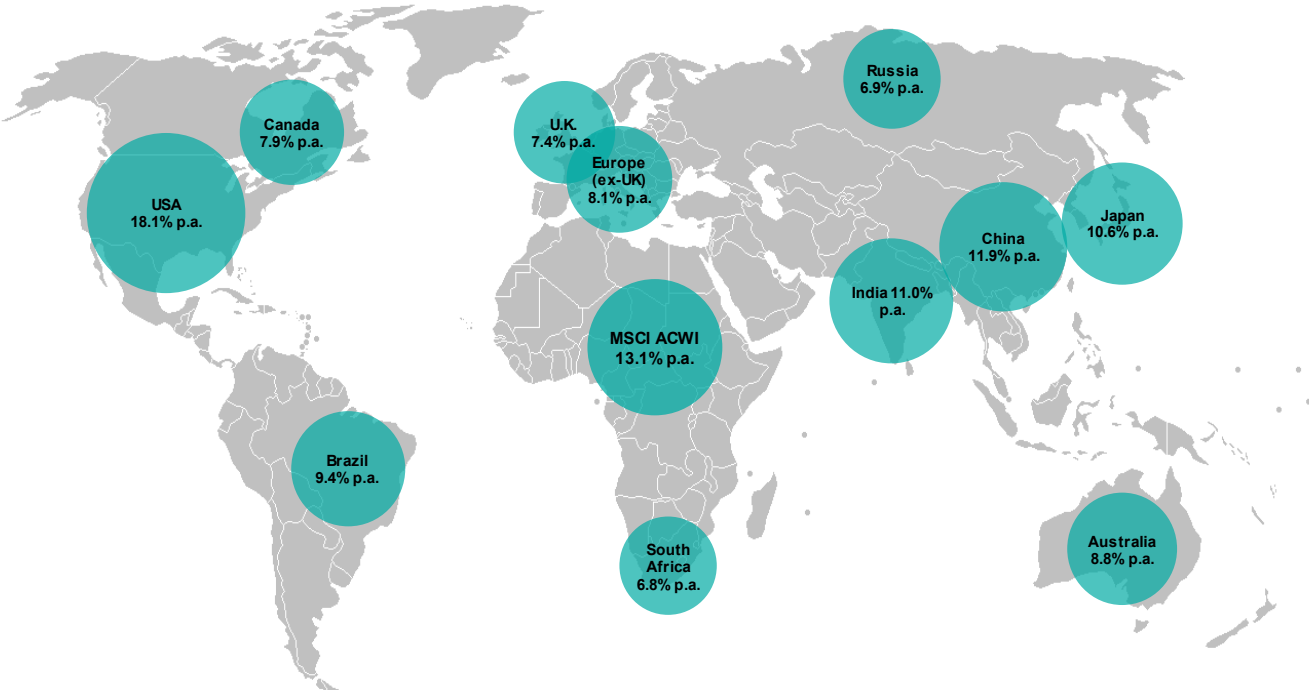 Russia
6.9% p.a.
Canada
7.9% p.a.
U.K.
7.4% p.a.
Europe
(ex-UK)
8.1% p.a.
USA
18.1% p.a.
Japan
10.6% p.a.
China
11.9% p.a.
India 11.0%
p.a.
MSCI ACWI
13.1% p.a.
Brazil
9.4% p.a.
South
Africa
6.8% p.a.
Australia
8.8% p.a.